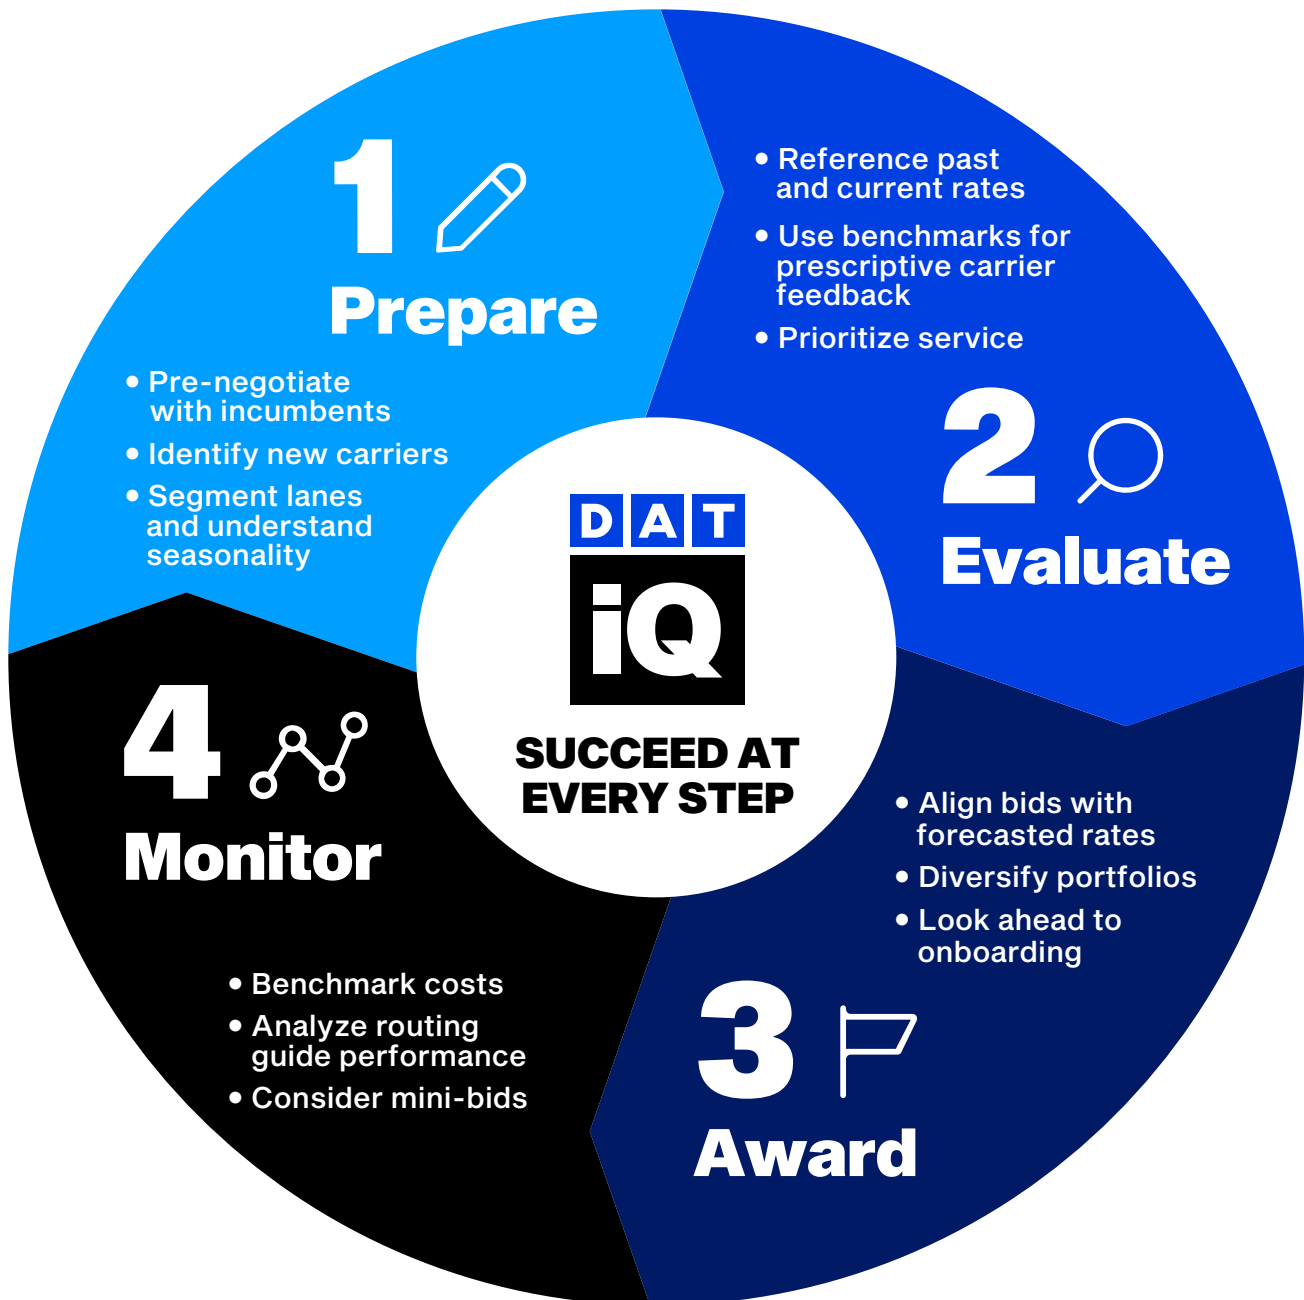 1
Prepare
• Pre-negotiate
with incumbents
• Identify new carriers
• Segment lanes
and understand
seasonality
• Reference past
and current rates
• Use benchmarks for
prescriptive carrier
feedback
• Prioritize service
2
Evaluate
• Align bids with
forecasted rates
• Diversify portfolios
• Look ahead to
onboarding
3
Award
4
Monitor
• Benchmark costs
• Analyze routing
guide performance
• Consider mini-bids
DAT
iQ
SUCCEED AT
EVERY STEP